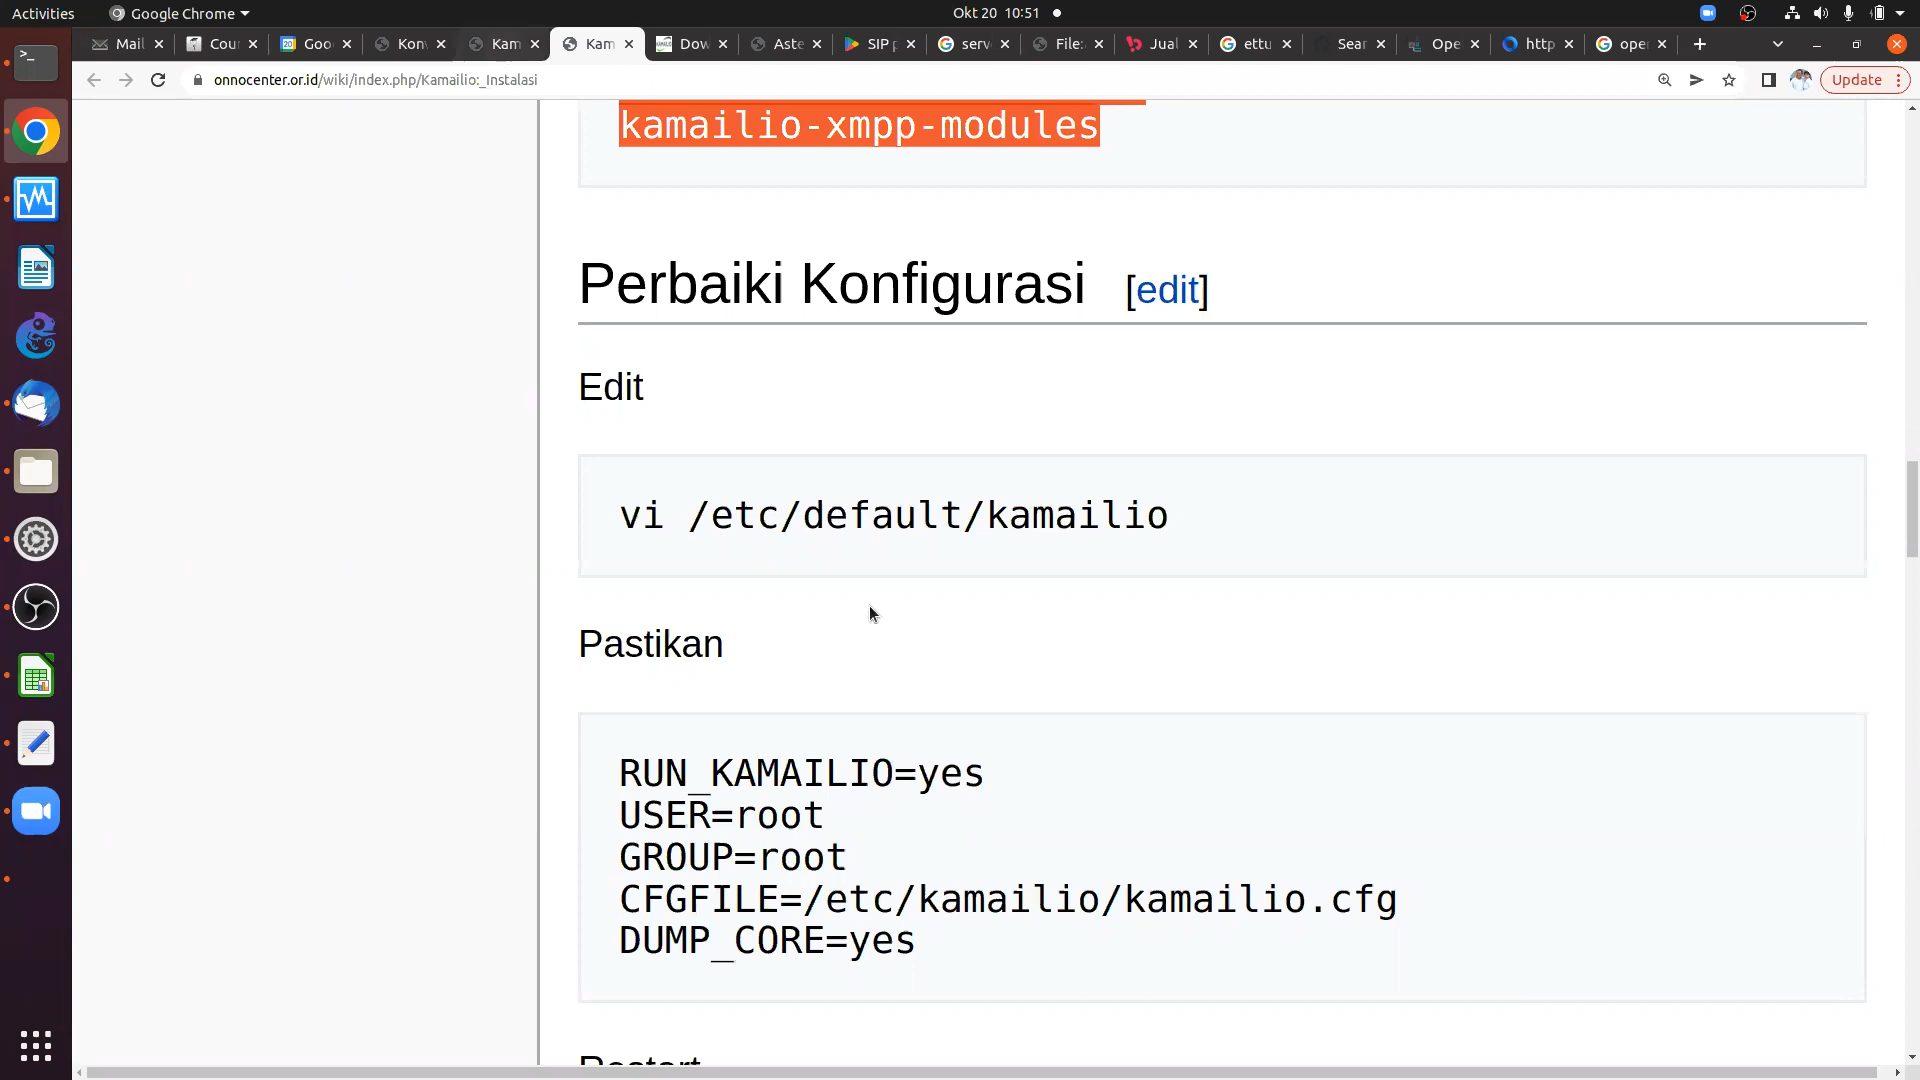 Activities
Google Chrome
Okt 20 10:51
Mail
Cou
Goo
20
Kon
Kam
Kam
Dow
Aste
SIP p
serv
File:
Jual
ettu
Sear
Ope
http
ope
onnocenter.or.id/wiki/index.php/Kamailio:_Instalasi
Update
kamailio-xmpp-modules
Perbaiki Konfigurasi [edit]
Edit
vi /etc/default/kamailio
Pastikan
RUN_KAMAILIO=yes
USER=root
GROUP=root
CFGFILE=/etc/kamailio/kamailio.cfg
DUMP_CORE=yes
Restart